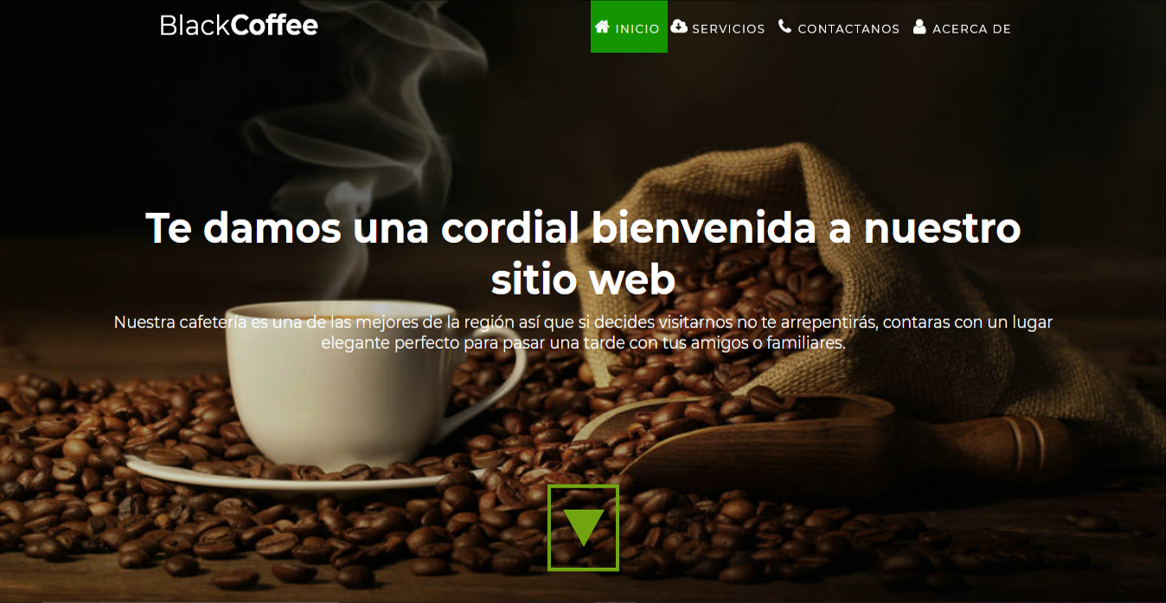 BlackCoffee
INICIO SERVICIOS CONTACTANOS ACERCA DE
Te damos una cordial bienvenida a nuestro
sitio web
Nuestra cafetería es una de las mejores de la región así que si decides visitarnos no te arrepentirás, contaras con un lugar
elegante perfecto para pasar una tarde con tus amigos o familiares.